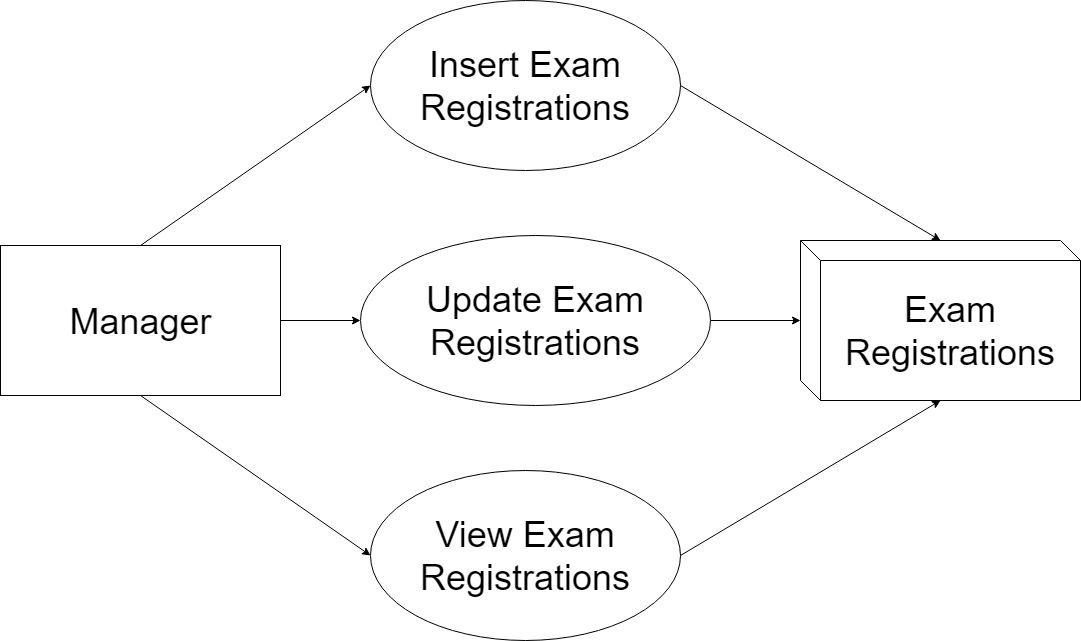 Insert Exam
Registrations
Manager
Update Exam
Registrations
Exam
Registrations
View Exam
Registrations